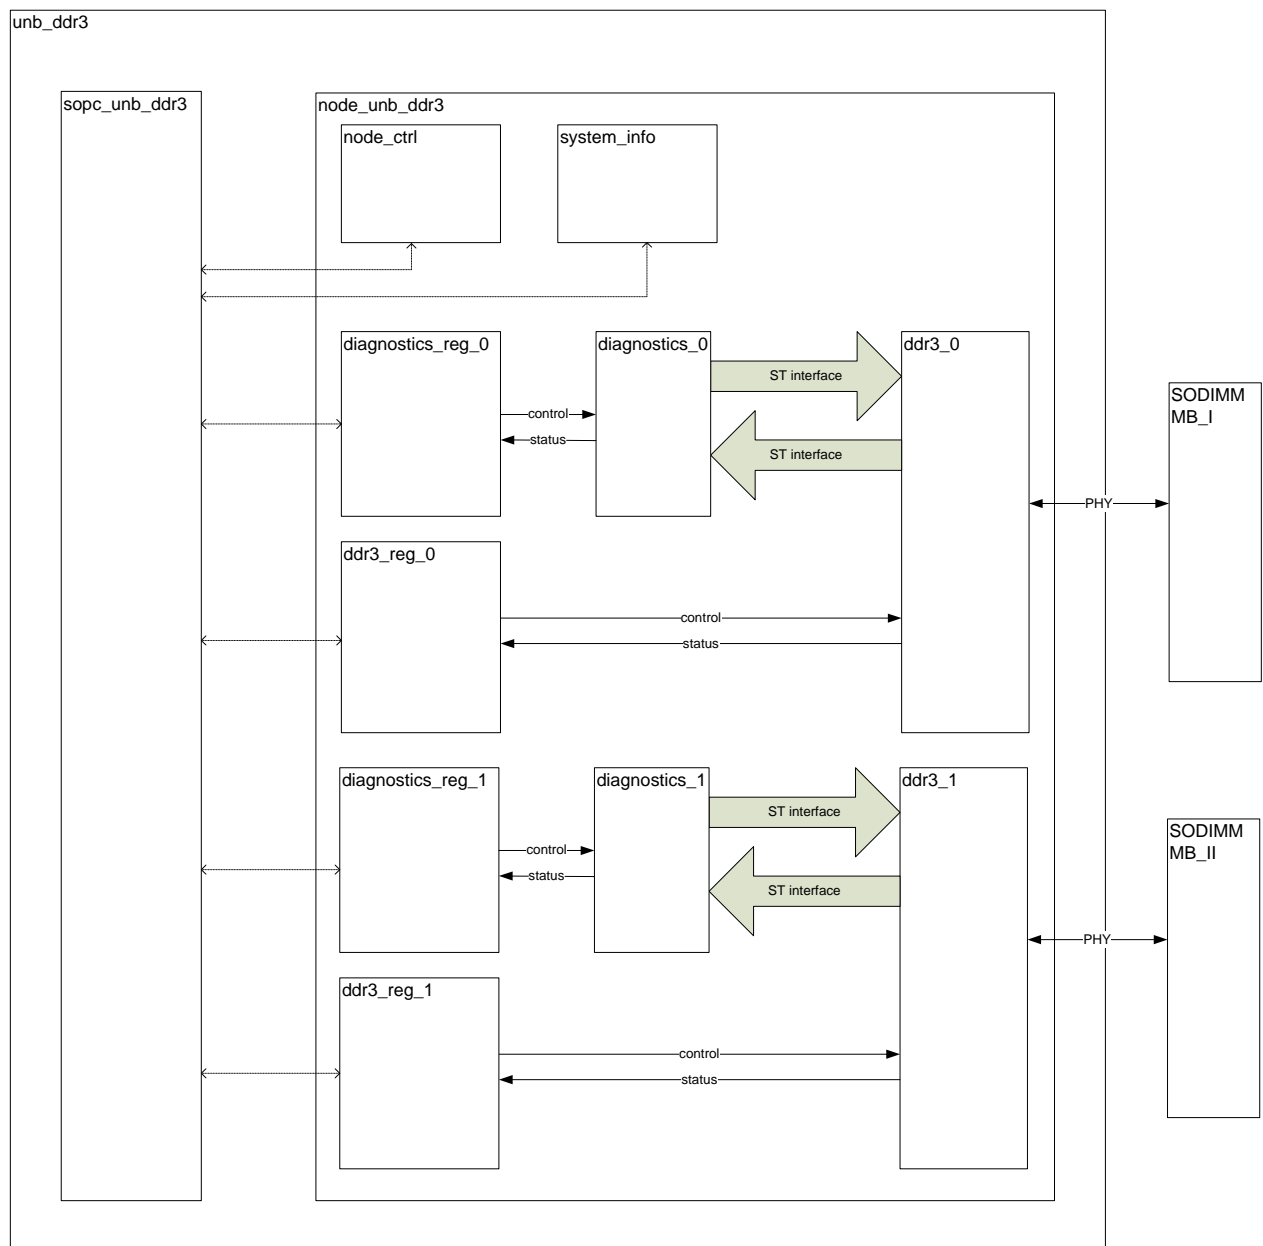 unb_ddr3
sopc_unb_ddr3
node_unb_ddr3
node_ctrl
system_info
diagnostics_reg_0
diagnostics_0
ddr3_0
ST interface
control
status
ST interface
SODIMM
MB_I
PHY
ddr3_reg_0
control
status
diagnostics_reg_1
diagnostics_1
ddr3_1
ST interface
control
status
ST interface
SODIMM
MB_II
PHY
ddr3_reg_1
control
status